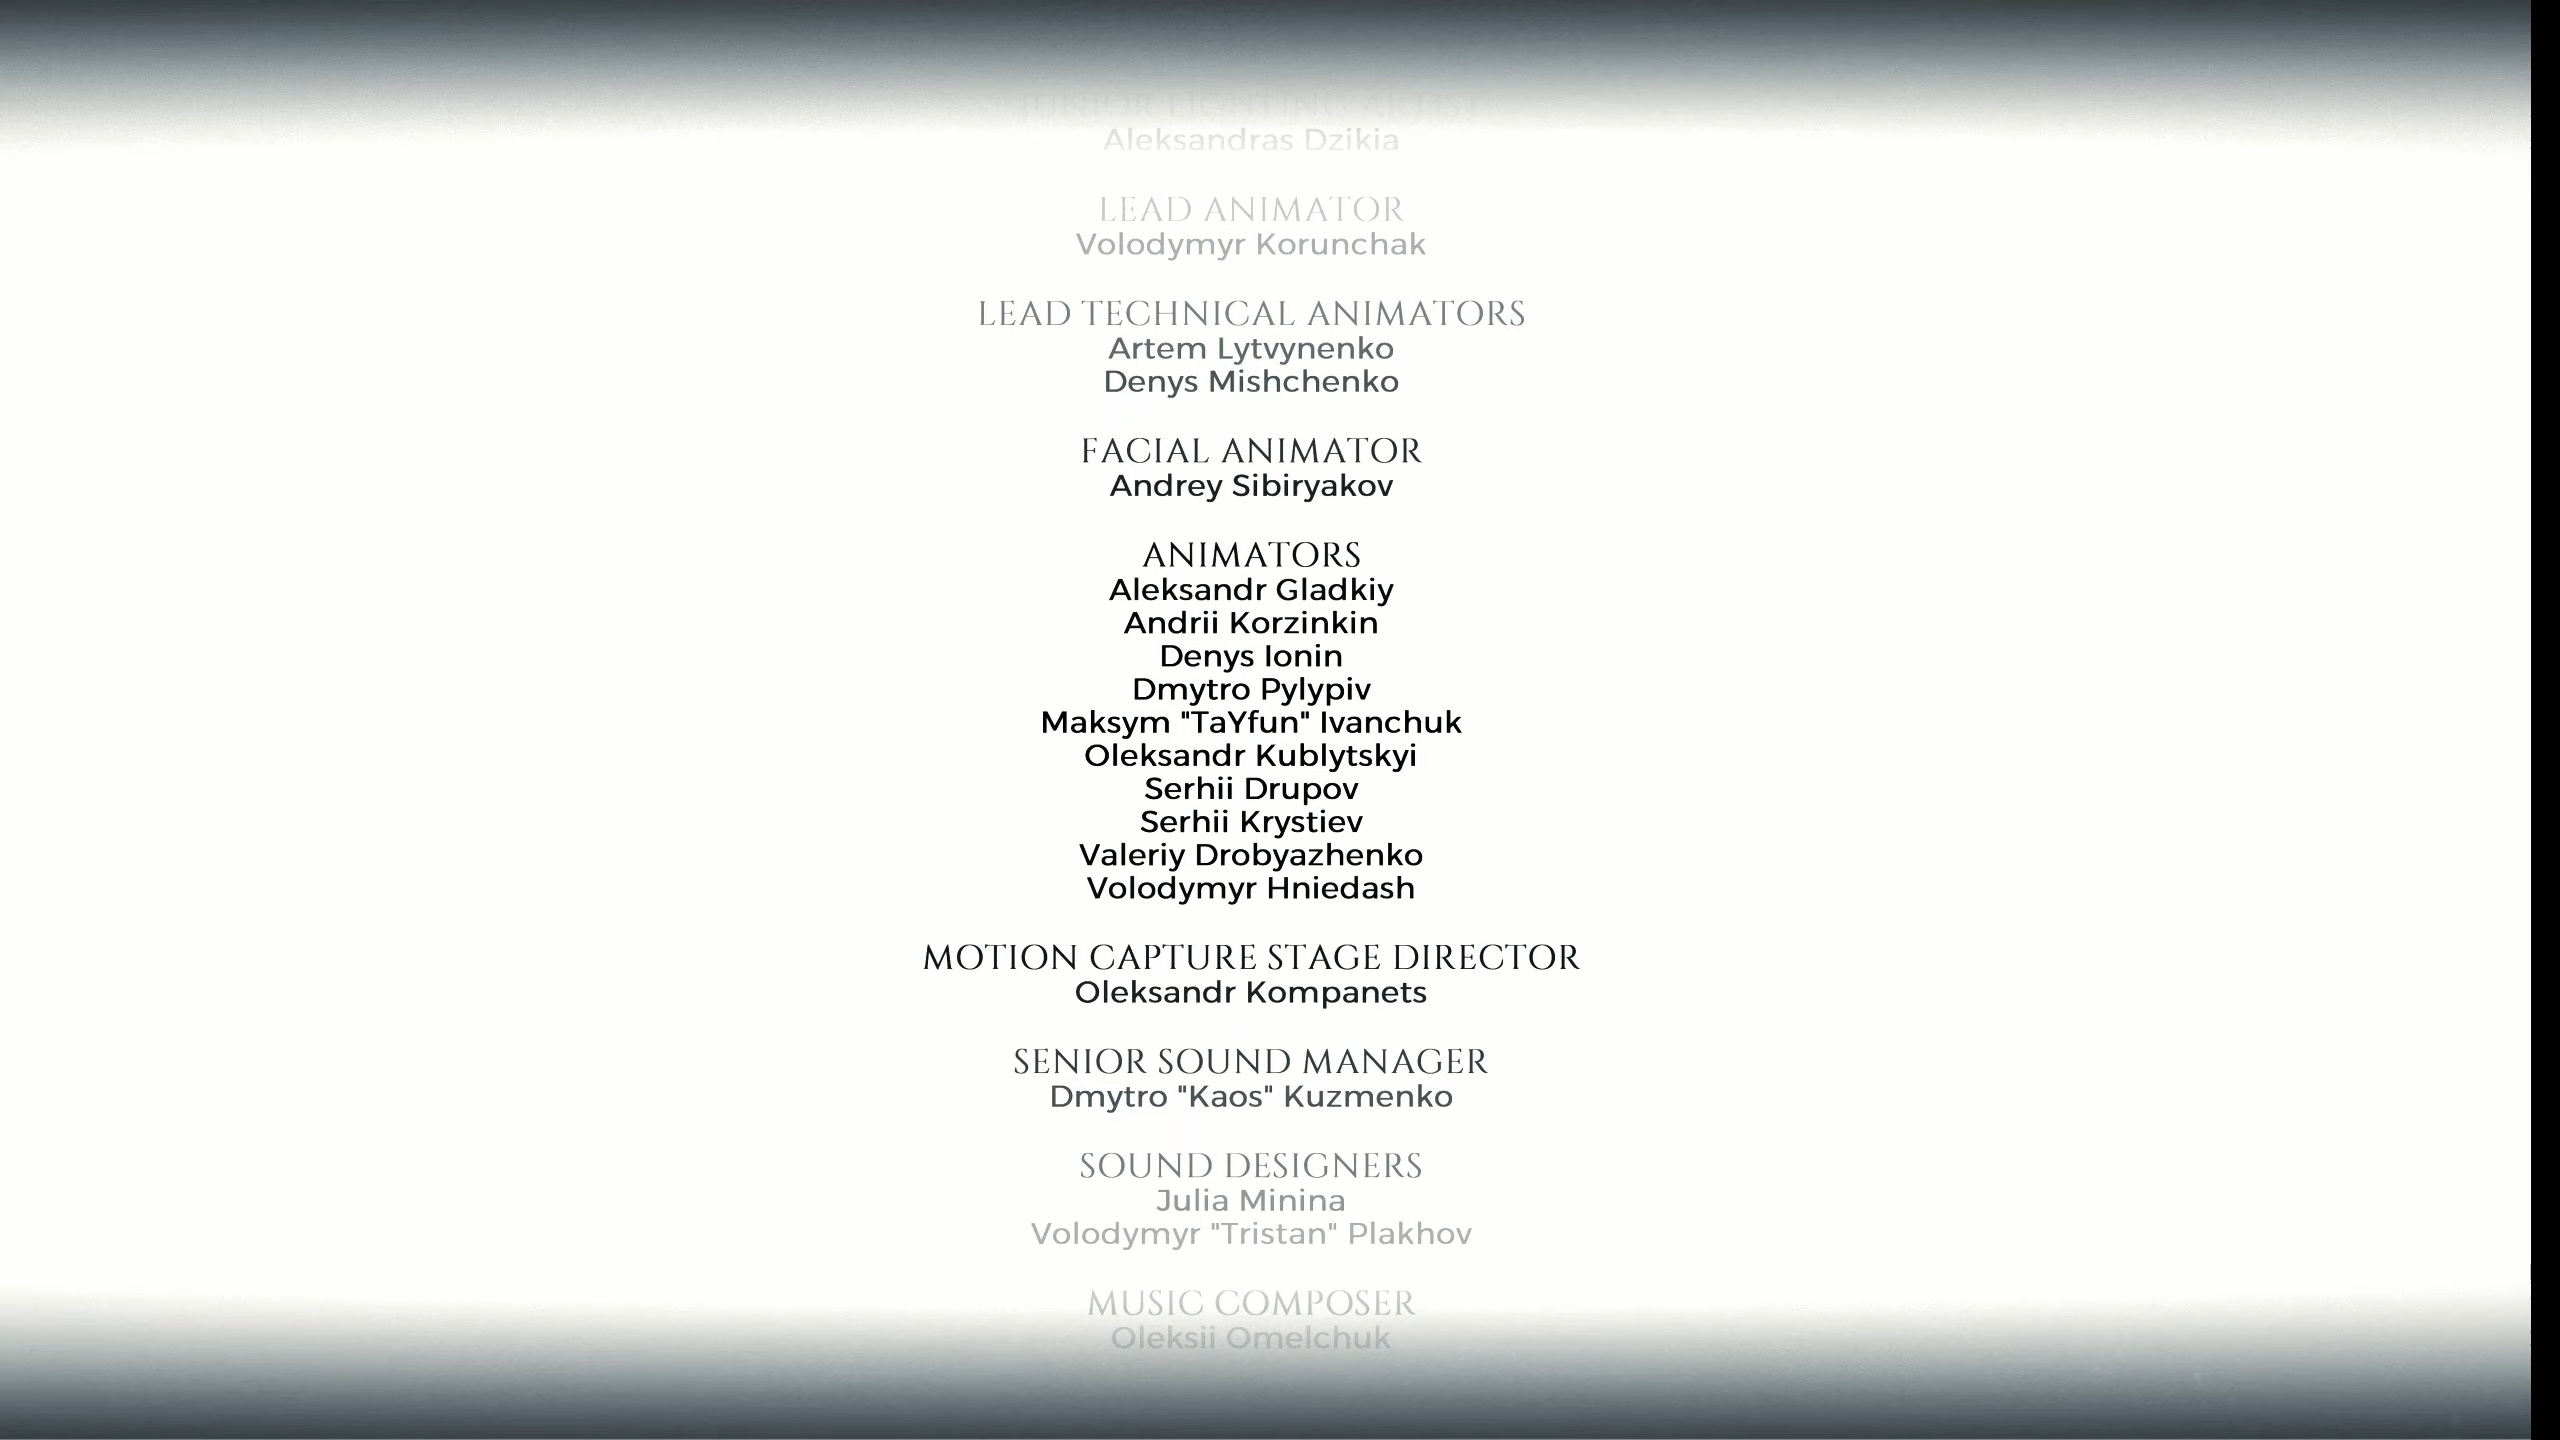 JUNIOR LIGHTING ARTIST
Aleksandras Dzikia
LEAD ANIMATOR
Volodymyr Korunchak
LEAD TECHNICAL ANIMATORS
Artem Lytvynenko
Denys Mishchenko
FACIAL ANIMATOR
Andrey Sibiryakov
ANIMATORS
Aleksandr Gladkiy
Andrii Korzinkin
Denys Ionin
Dmytro Pylypiv
Maksym "TaYfun" Ivanchuk
Oleksandr Kublytskyi
Serhii Drupov
Serhii Krystiev
Valeriy Drobyazhenko
Volodymyr Hniedash
MOTION CAPTURE STAGE DIRECTOR
Oleksandr Kompanets
SENIOR SOUND MANAGER
Dmytro "Kaos" Kuzmenko
SOUND DESIGNERS
Julia Minina
Volodymyr "Tristan" Plakhov
MUSIC COMPOSER
Oleksii Omelchuk